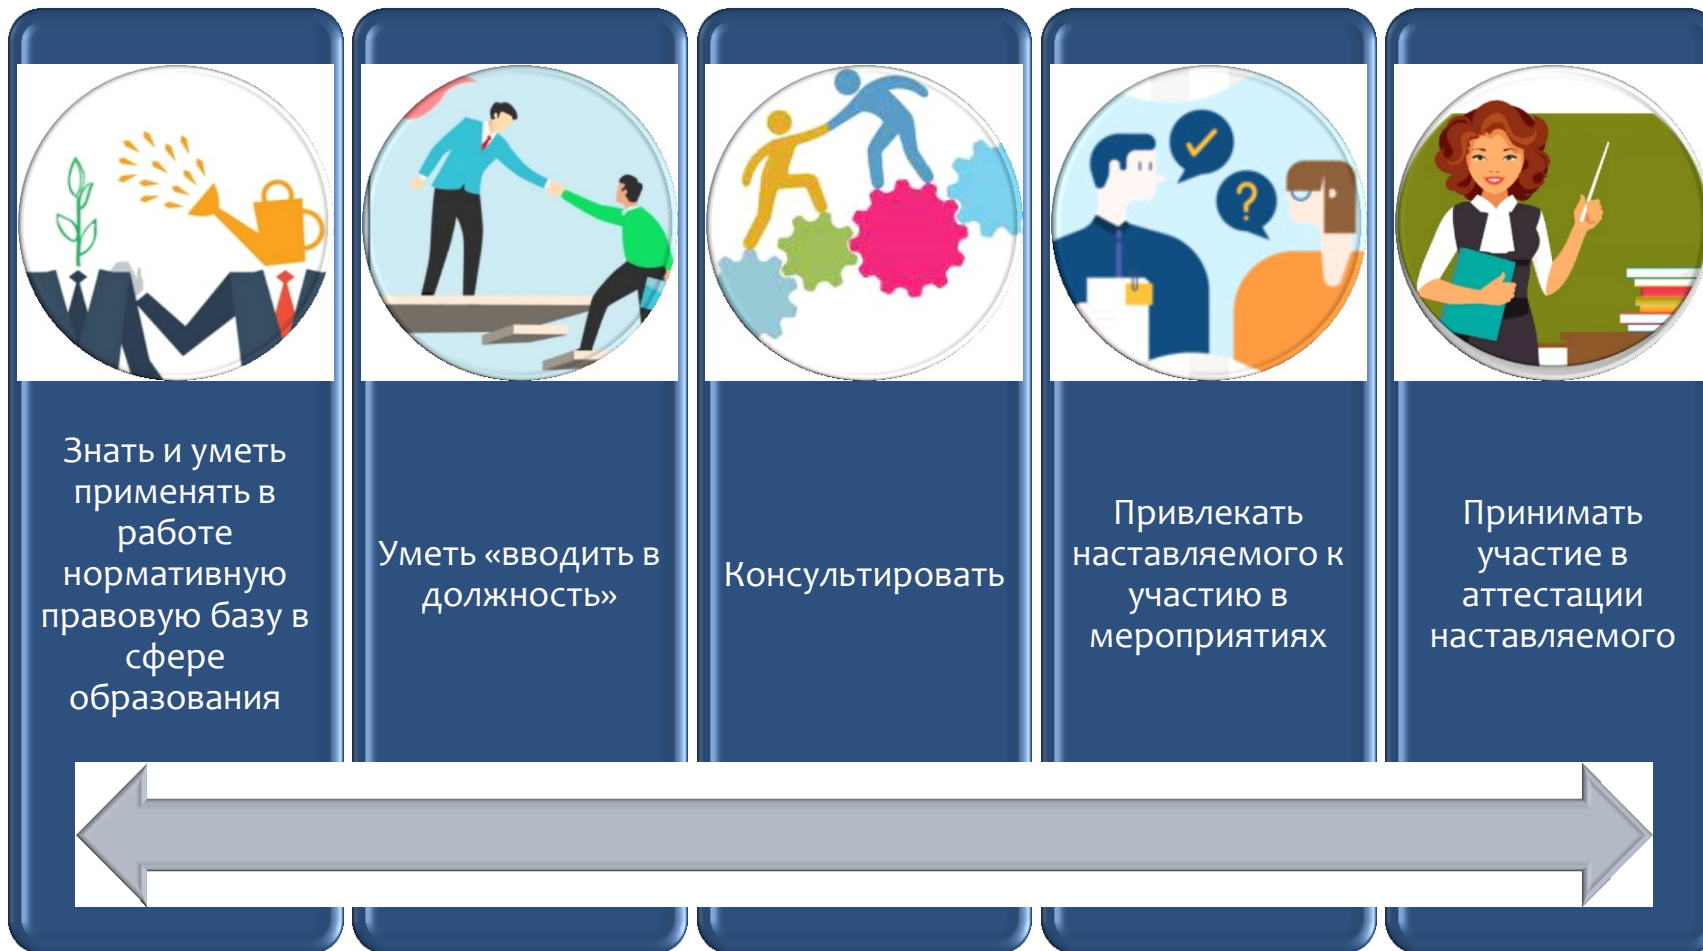 Знать и уметь
применять в
работе
нормативную
правовую базу в
сфере
образования
Уметь «вводить в
должность»
Консультировать
Привлекать
наставляемого к
участию в
мероприятиях
Принимать
участие в
аттестации
наставляемого